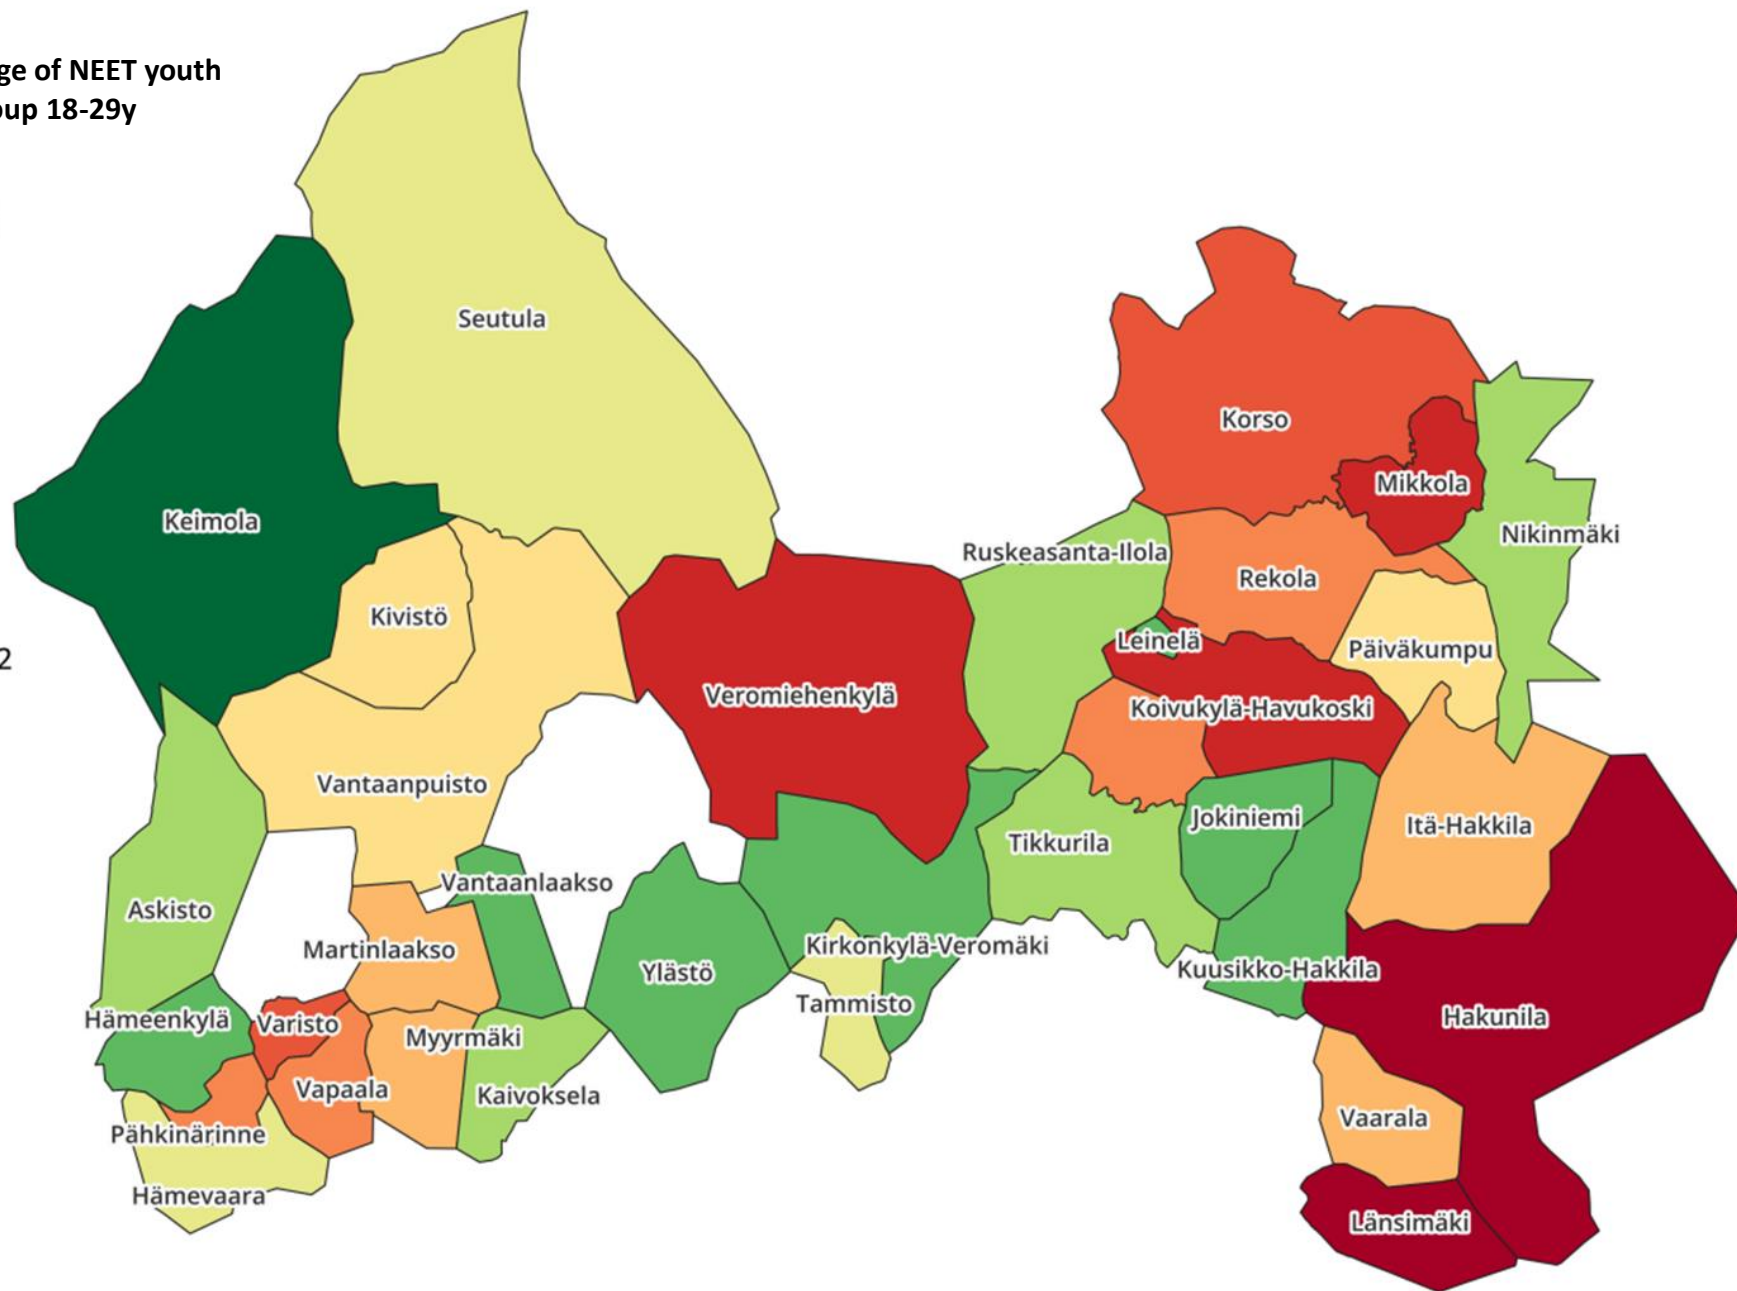 ge of NEET youth
oup 18-29y
Seutula
Korso
Mikkola
Keimola
Nikinmäki
Ruskeasanta-Ilola
Rekola
Kivistö
Leinelä
Päiväkumpu
2
Veromiehenkylä
Koivukylä-Havukoski
Vantaanpuisto
Jokiniemi
Itä-Hakkila
Tikkurila
Vantaanlaakso
Askisto
Martinlaakso
Kirkonkylä-Veromäki
Ylästö
Kuusikko-Hakkila
Tammisto
Hakunila
Hämeenkylä
Varisto
Myyrmäki
Vapaala
Kaivoksela
Vaarala
Pähkinärinne
Hämevaara
Länsimäki